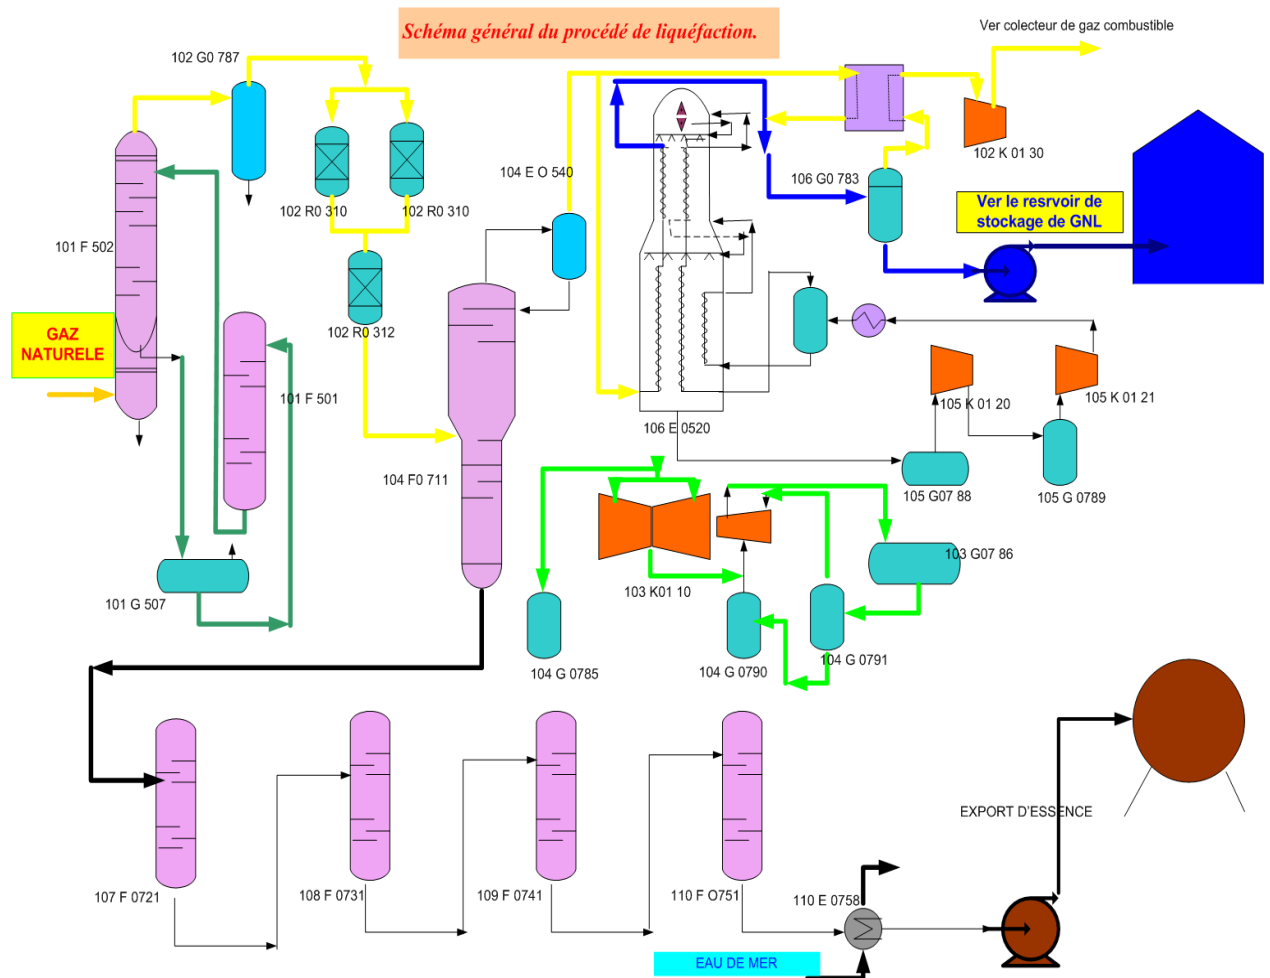 Schéma général du procédé de liquéfaction.
Ver colecteur de gaz combustible
102 G0 787
102 K 01 30
104 E O 540
106 G0 783
102 R0 310
102 R0 310
Ver le resrvoir de
stockage de GNL
101 F 502
GAZ
NATURELE
102 R0 312
101 F 501
105 K 01 20
105 K 01 21
106 E 0520
104 F0 711
105 G07 88
105 G 0789
103 G07 86
101 G 507
103 K01 10
104 G 0785
104 G 0790
104 G 0791
EXPORT D'ESSENCE
107 F 0721
108 F 0731
109 F 0741
110 F O751
110 E 0758
EAU DE MER